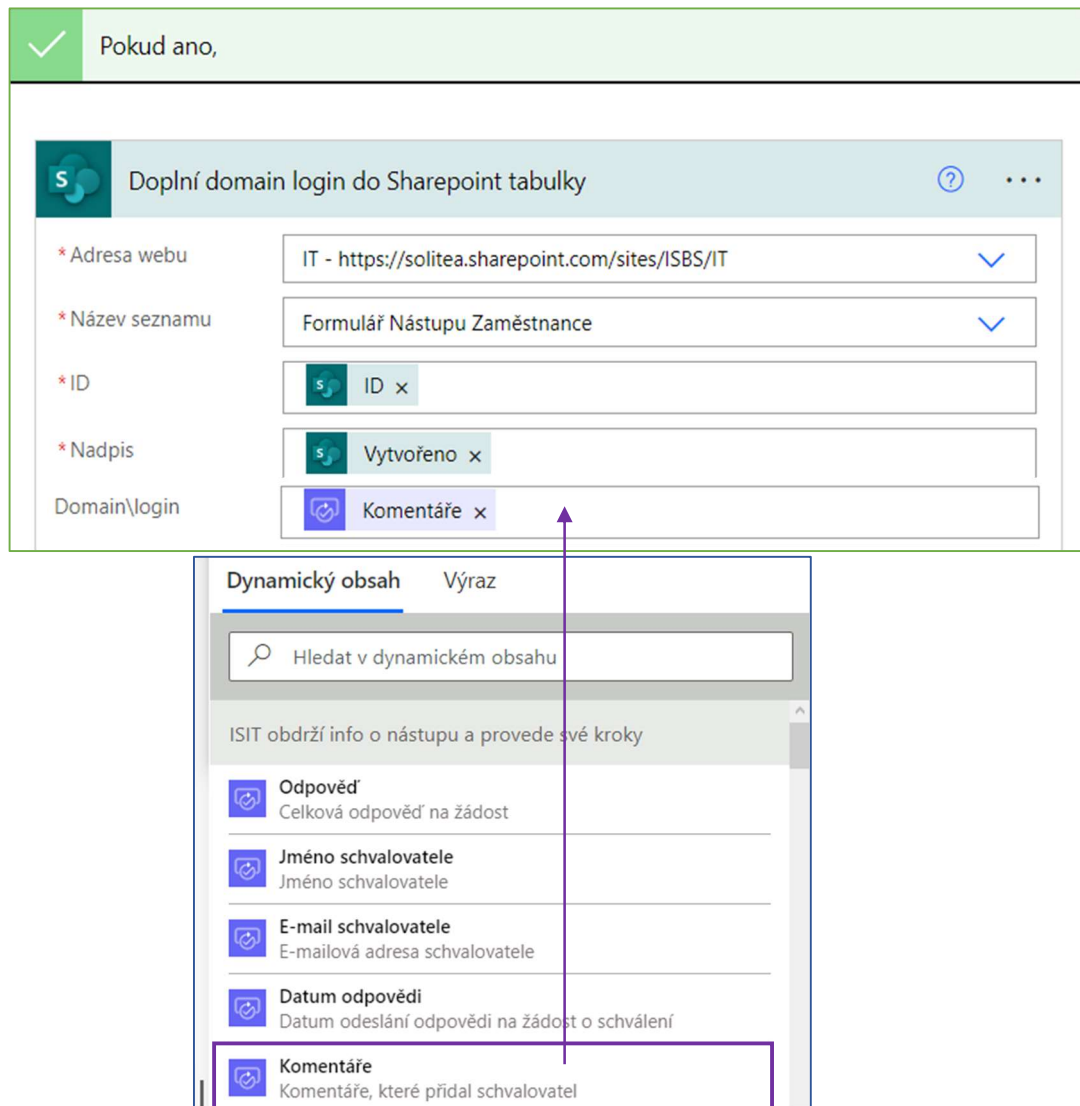 Pokud ano,
Doplní domain login do Sharepoint tabulky
* Adresa webu
IT - https://solitea.sharepoint.com/sites/ISBS/IT
* Název seznamu
Formulář Nástupu Zaměstnance
* ID
ID ×
* Nadpis
Vytvořeno ×
Domain\login
Komentáře ×
Dynamický obsah Výraz
Hledat v dynamickém obsahu
ISIT obdrží info o nástupu a provede své kroky
Odpověď
Celková odpověď na žádost
Jméno schvalovatele
Jméno schvalovatele
E-mail schvalovatele
E-mailová adresa schvalovatele
Datum odpovědi
Datum odeslání odpovědi na žádost o schválení
Komentáře
Komentáře, které přidal schvalovatel